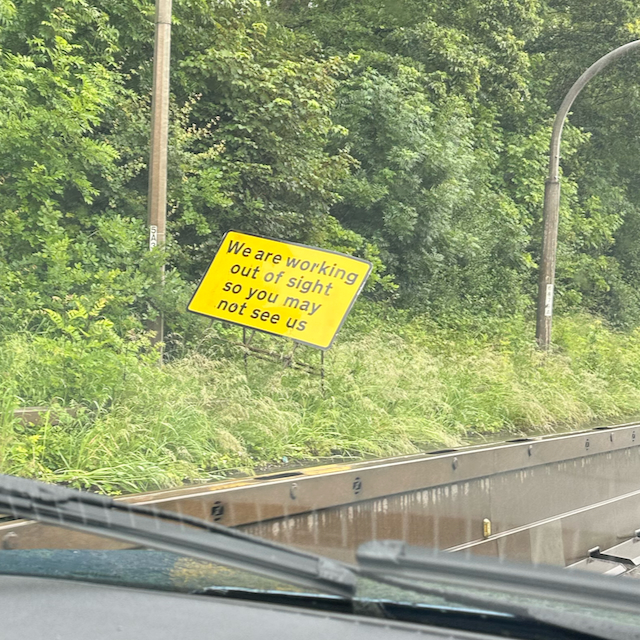 We are working
out of sight
so you may
not see us